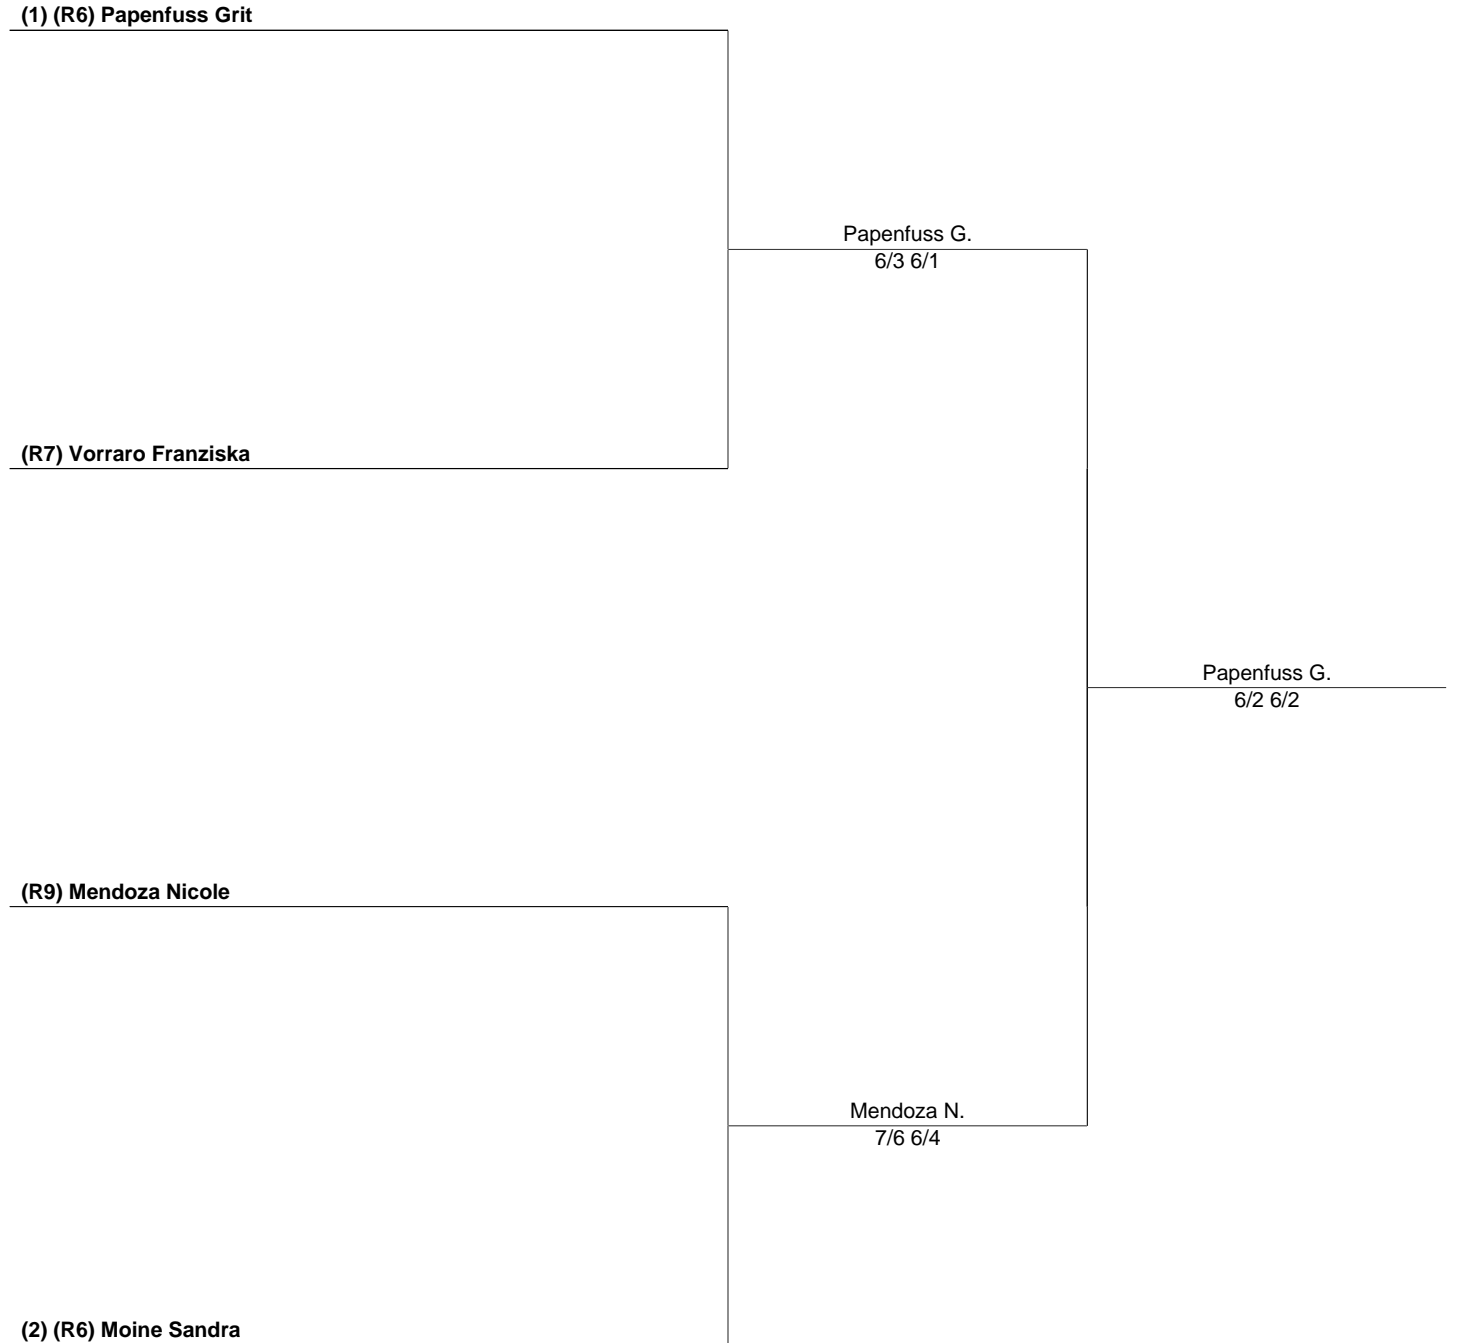 (1) (R6) Papenfuss Grit
Papenfuss G.
6/3 6/1
(R7) Vorraro Franziska
Papenfuss G.
6/2 6/2
(R9) Mendoza Nicole
Mendoza N.
7/6 6/4
(2) (R6) Moine Sandra